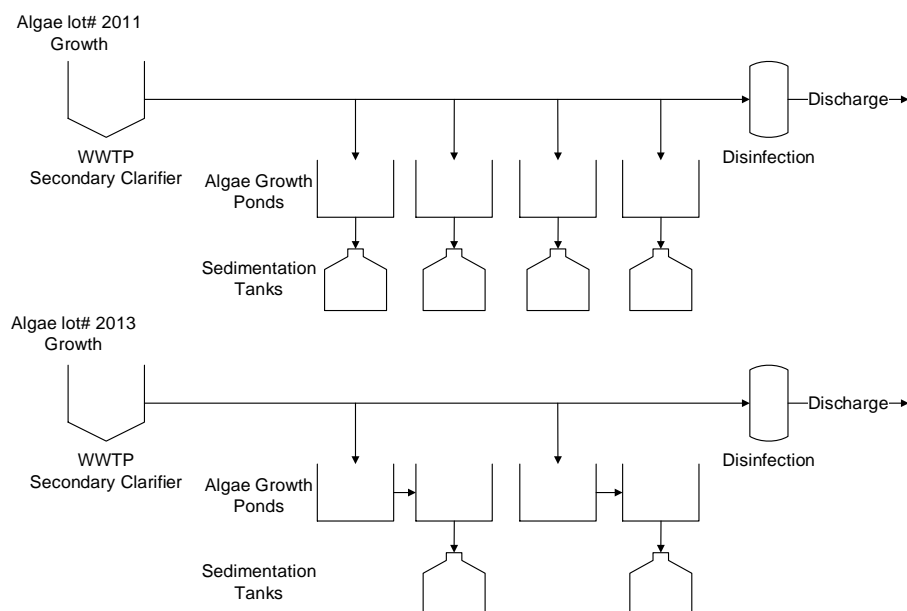 Algae lot# 2011
Growth
WWTP
Secondary Clarifier
Algae Growth
Ponds
Sedimentation
Tanks
Disinfection
Discharge
Algae lot# 2013
Growth
WWTP
Secondary Clarifier
Algae Growth
Ponds
Sedimentation
Tanks
Disinfection
Discharge